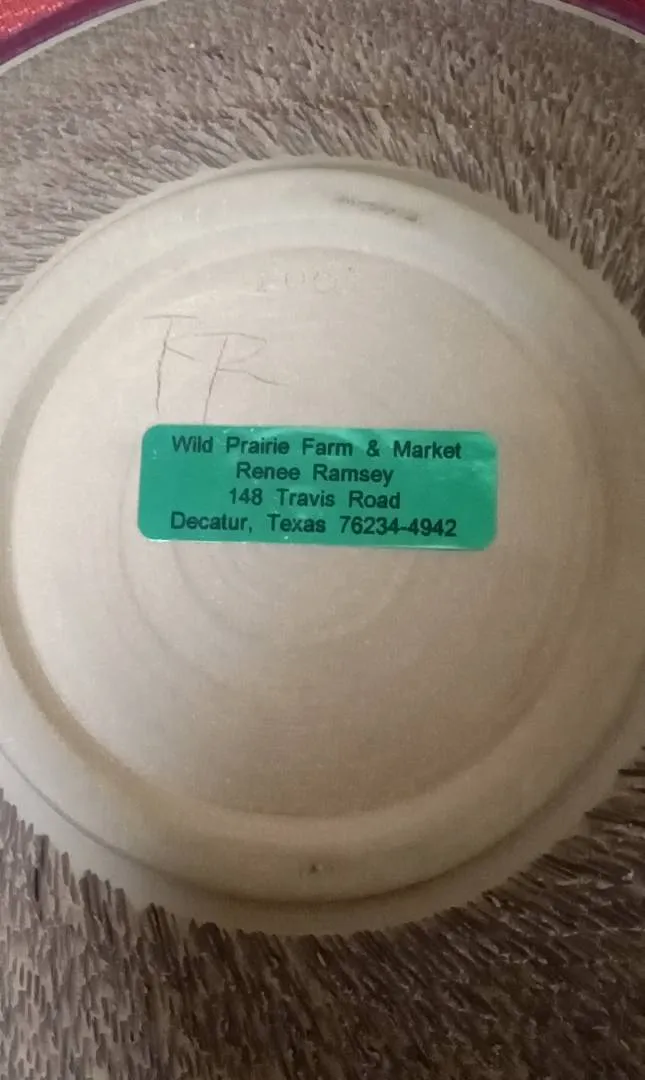 RR
Wild Prairie Farm & Market
Renee Ramsey
148 Travis Road
Decatur, Texas 76234-4942